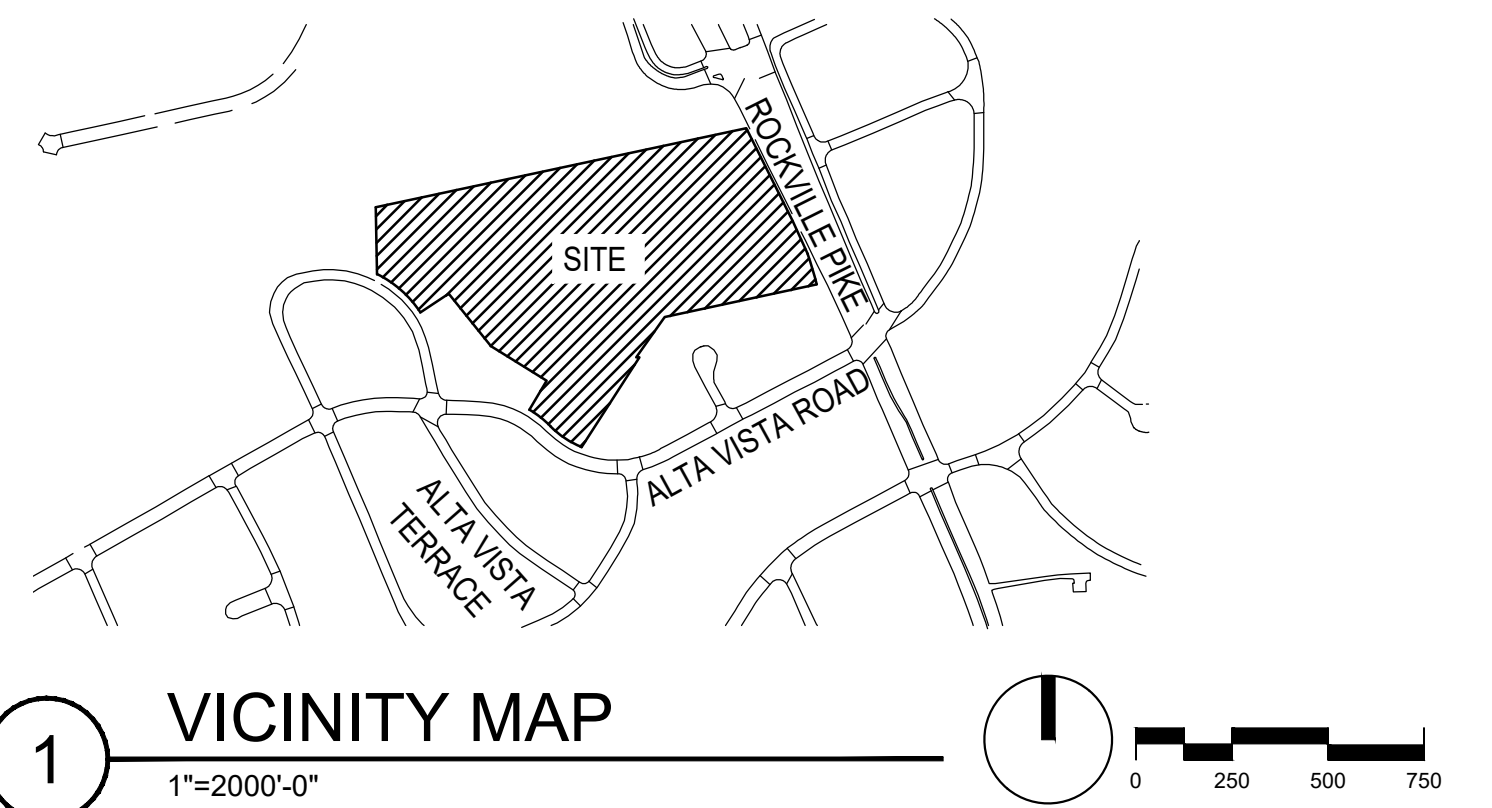 ROCKVILLE PIKE
SITE
ALTA VISTA ROAD
ALTA VISTA
TERRACE
1
VICINITY MAP
1"=2000'-0"
0 250 500 750